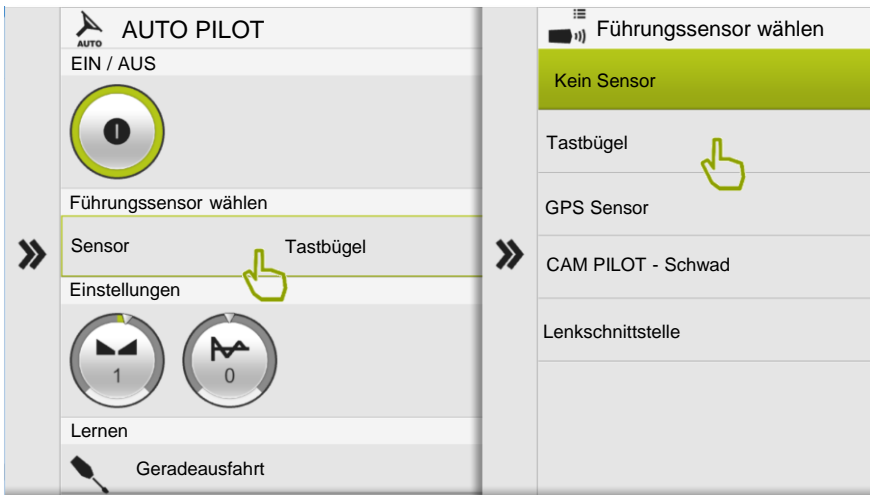 AUTO
AUTO PILOT
EIN / AUS
Führungssensor wählen
Sensor Tastbügel
Einstellungen
1
0
Lernen
Geradeausfahrt
Führungssensor wählen
Kein Sensor
Tastbügel
GPS Sensor
CAM PILOT - Schwad
Lenkschnittstelle